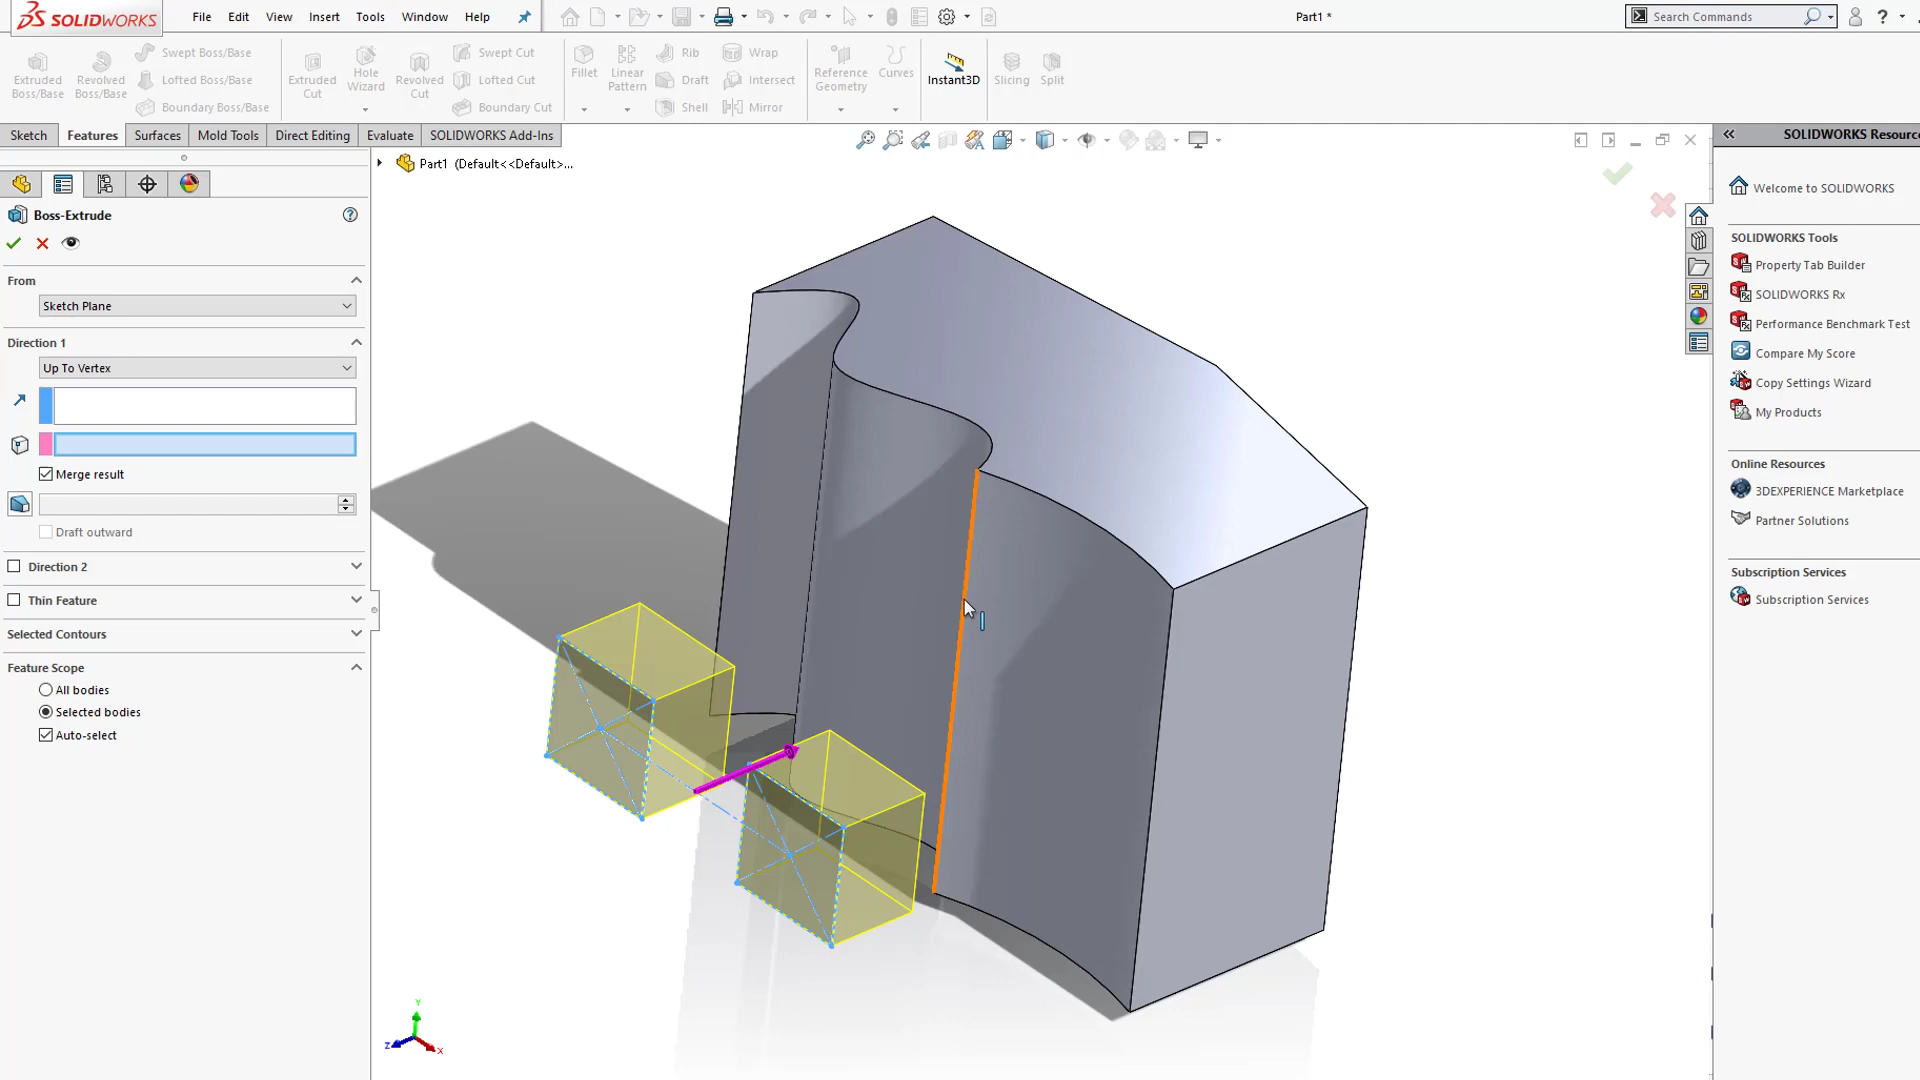 SOLIDWORKS File Edit View Insert Tools Window Help Part1 * Search Commands
Extruded Boss/Base
Revolved Boss/Base
Swept Boss/Base
Lofted Boss/Base
Boundary Boss/Base
Extruded Cut
Hole Wizard
Revolved Cut
Swept Cut
Lofted Cut
Boundary Cut
Fillet
Linear Pattern
Rib
Draft
Shell
Wrap
Intersect
Mirror
Reference Geometry
Curves
Instant3D
Slicing
Split
Sketch Features Surfaces Mold Tools Direct Editing Evaluate SOLIDWORKS Add-Ins
Part1 (Default<<Default>...
Boss-Extrude
From
Sketch Plane
Direction 1
Up To Vertex
Merge result
Draft outward
Direction 2
Thin Feature
Selected Contours
Feature Scope
All bodies
Selected bodies
Auto-select
Y
Z
X
SOLIDWORKS Resource
Welcome to SOLIDWORKS
SOLIDWORKS Tools
Property Tab Builder
SOLIDWORKS Rx
Performance Benchmark Test
Compare My Score
Copy Settings Wizard
My Products
Online Resources
3DEXPERIENCE Marketplace
Partner Solutions
Subscription Services
Subscription Services